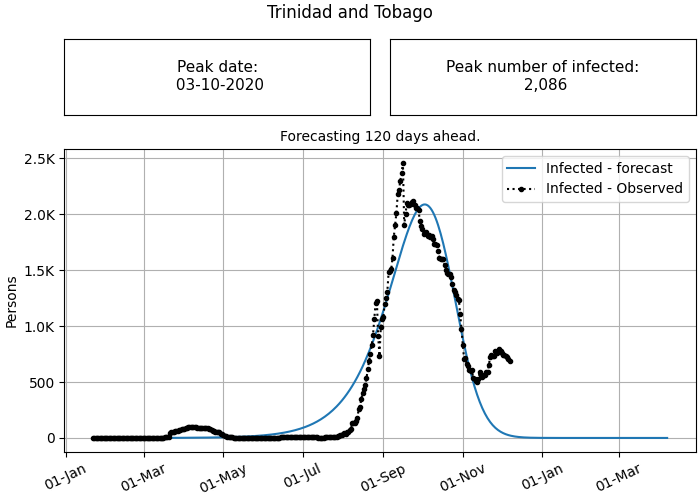 Trinidad and Tobago
Peak date:
03-10-2020
Peak number of infected:
2,086
Forecasting 120 days ahead.
Infected - forecast
Infected - Observed
2.5K
2.0K
1.5K
1.0K
500
0
Persons
01-Jan
01-Mar
01-May
01-Jul
01-Sep
01-Nov
01-Jan
01-Mar